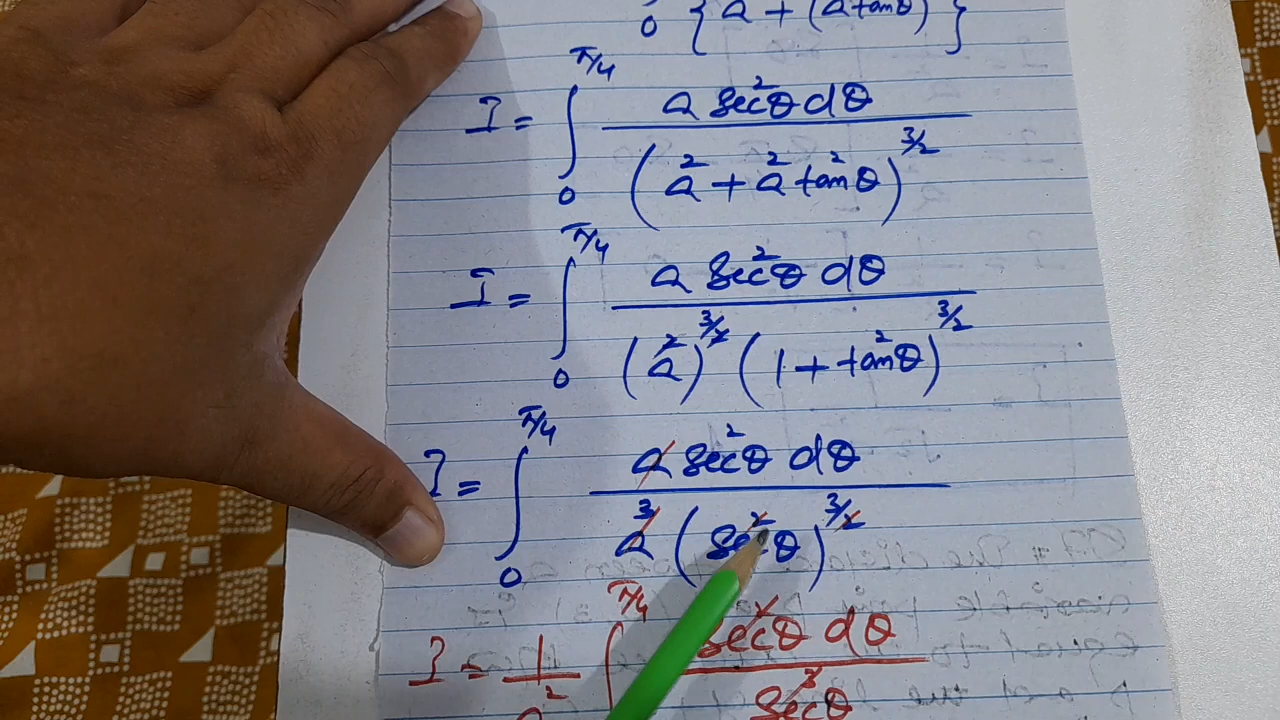 0 { a + (a tanθ) }
I = ∫₀^π/4 a sec²θ dθ / (a² + a² tan²θ)^3/2
I = ∫₀^π/4 a sec²θ dθ / (a²)^3/2 (1 + tan²θ)^3/2
I = ∫₀^π/4 a sec²θ dθ / a³ (sec²θ)^3/2
I = 1/a² ∫^π/4 sec²θ dθ / sec³θ